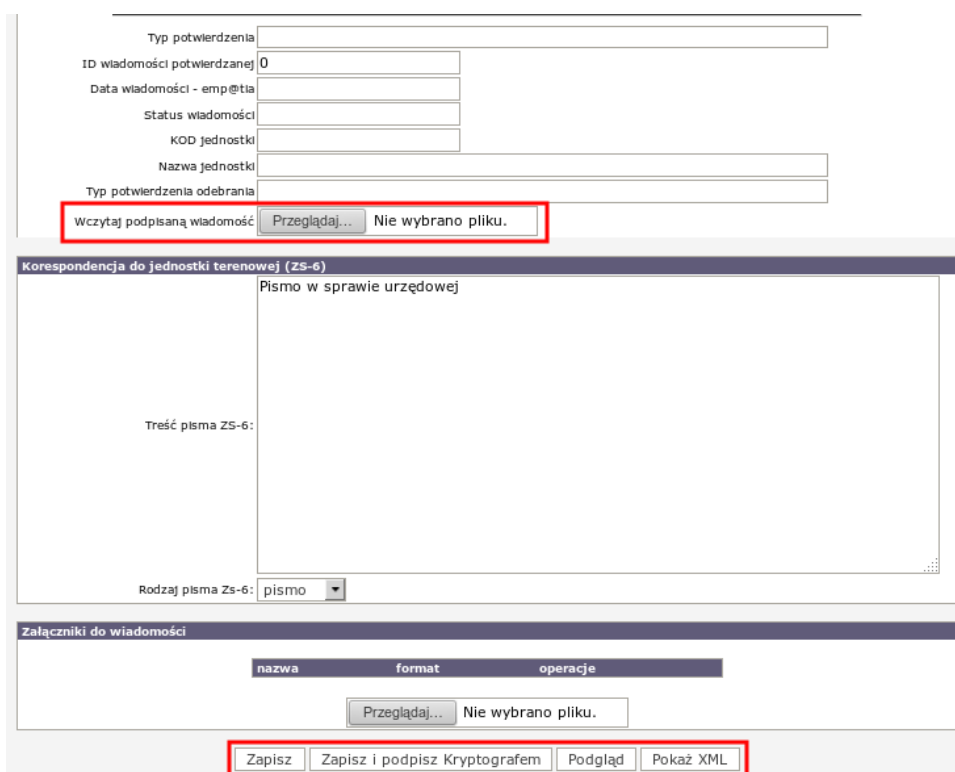 Typ potwierdzenia
ID wiadomości potwierdzanej 0
Data wiadomości - emp@tia
Status wiadomości
KOD jednostki
Nazwa jednostki
Typ potwierdzenia odebrania
Wczytaj podpisaną wiadomość Przeglądaj... Nie wybrano pliku.
Korespondencja do jednostki terenowej (ZS-6)
Pismo w sprawie urzędowej
Treść pisma ZS-6:
Rodzaj pisma Zs-6: pismo
Załączniki do wiadomości
nazwa format operacje
Przeglądaj... Nie wybrano pliku.
Zapisz Zapisz i podpisz Kryptografem Podgląd Pokaż XML